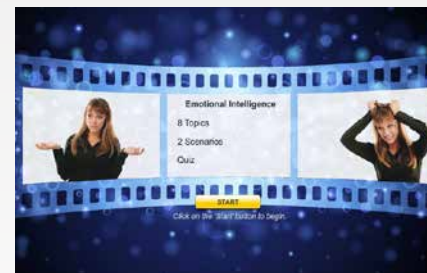 Emotional Intelligence
8 Topics
2 Scenarios
Quiz
START
Click on the 'Start' button to begin.